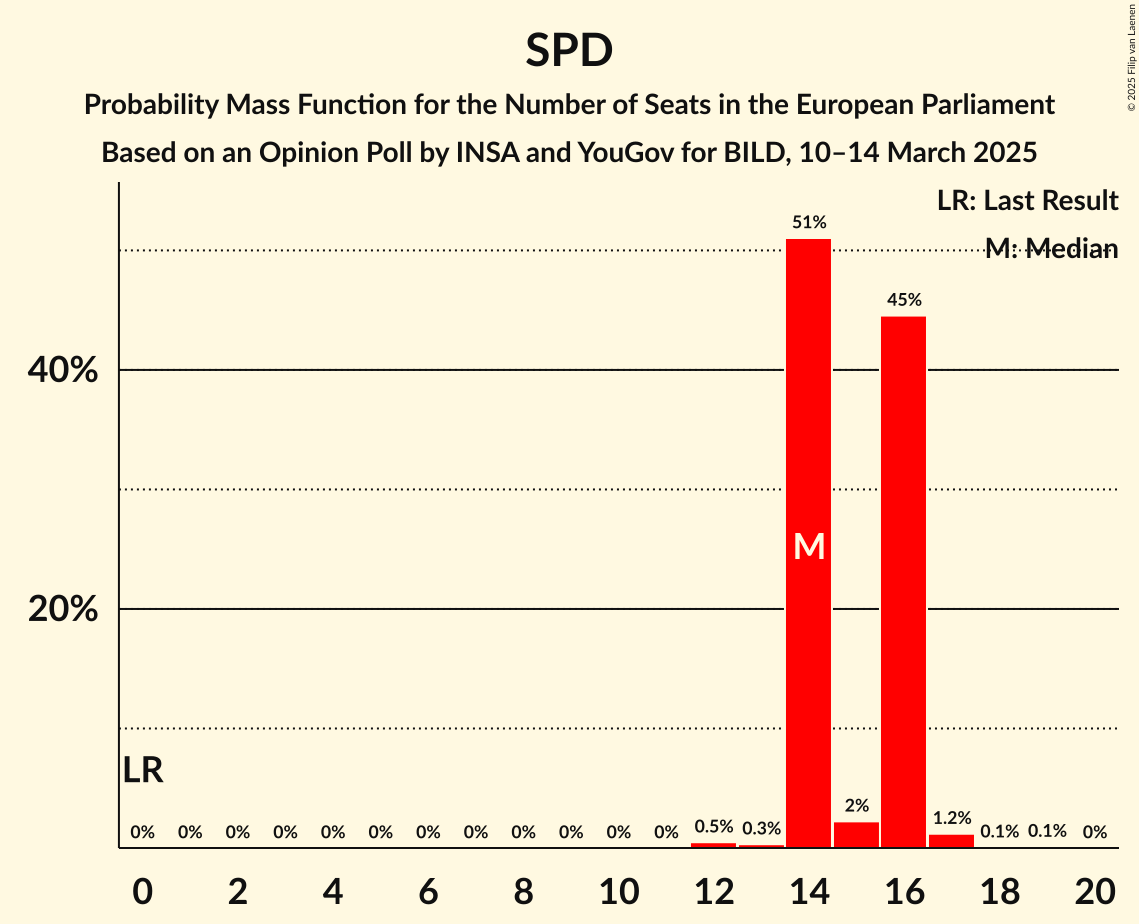 SPD
Probability Mass Function for the Number of Seats in the European Parliament
Based on an Opinion Poll by INSA and YouGov for BILD, 10–14 March 2025
© 2025 Filip van Laenen
LR: Last Result
M: Median
51%
45%
40%
M
20%
LR
0% 0% 0% 0% 0% 0% 0% 0% 0% 0% 0% 0% 0.5% 0.3% 2% 1.2% 0.1% 0.1% 0%
0 2 4 6 8 10 12 14 16 18 20